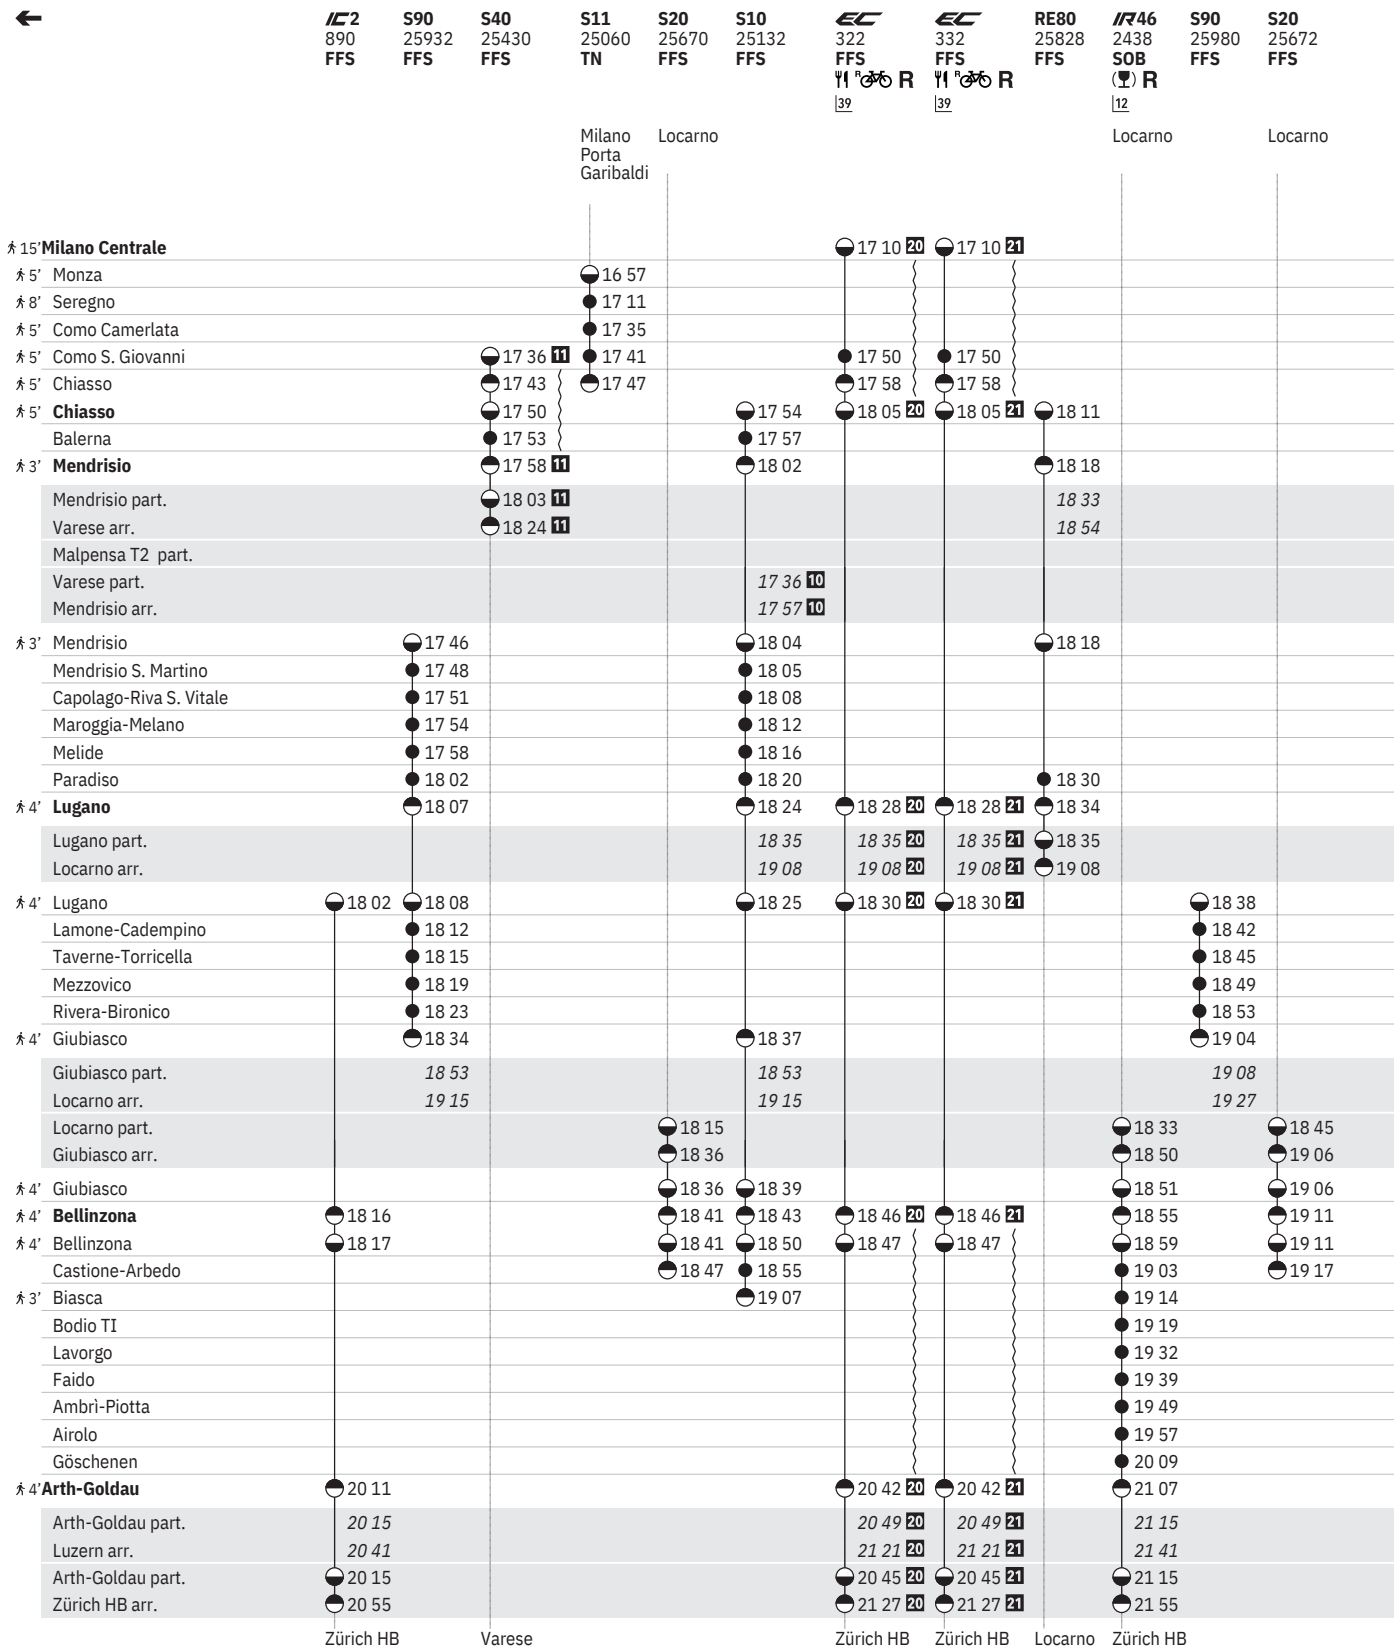 IC2 S90 S40 S11 S20 S10 EC EC RE80 IR46 S90 S20
890 25932 25430 25060 25670 25132 322 332 25828 2438 25980 25672
FFS FFS FFS TN FFS FFS FFS FFS FFS SOB FFS FFS
R R R R R
39 39 12
Milano Locarno Locarno Locarno
Porta
Garibaldi
15’ Milano Centrale 17 10 20 17 10 21
5’ Monza 16 57
8’ Seregno 17 11
5’ Como Camerlata 17 35
5’ Como S. Giovanni 17 36 11 17 41 17 50 17 50
5’ Chiasso 17 43 17 47 17 58 17 58
5’ Chiasso 17 50 17 54 18 05 20 18 05 21 18 11
Balerna 17 53 17 57
3’ Mendrisio 17 58 11 18 02 18 18
Mendrisio part. 18 03 11 18 33
Varese arr. 18 24 11 18 54
Malpensa T2 part.
Varese part. 17 36 10
Mendrisio arr. 17 57 10
3’ Mendrisio 17 46 18 04 18 18
Mendrisio S. Martino 17 48 18 05
Capolago-Riva S. Vitale 17 51 18 08
Maroggia-Melano 17 54 18 12
Melide 17 58 18 16
Paradiso 18 02 18 20 18 30
4’ Lugano 18 07 18 24 18 28 20 18 28 21 18 34
Lugano part. 18 35 18 35 20 18 35 21 18 35
Locarno arr. 19 08 19 08 20 19 08 21 19 08
4’ Lugano 18 02 18 08 18 25 18 30 20 18 30 21 18 38
Lamone-Cadempino 18 12 18 42
Taverne-Torricella 18 15 18 45
Mezzovico 18 19 18 49
Rivera-Bironico 18 23 18 53
4’ Giubiasco 18 34 18 37 19 04
Giubiasco part. 18 53 18 53 19 08
Locarno arr. 19 15 19 15 19 27
Locarno part. 18 15 18 33 18 45
Giubiasco arr. 18 36 18 50 19 06
4’ Giubiasco 18 36 18 39 18 51 19 06
4’ Bellinzona 18 16 18 41 18 43 18 46 20 18 46 21 18 55 19 11
4’ Bellinzona 18 17 18 41 18 50 18 47 18 47 18 59 19 11
Castione-Arbedo 18 47 18 55 19 03 19 17
3’ Biasca 19 07 19 14
Bodio TI 19 19
Lavorgo 19 32
Faido 19 39
Ambrì-Piotta 19 49
Airolo 19 57
Göschenen 20 09
4’ Arth-Goldau 20 11 20 42 20 20 42 21 21 07
Arth-Goldau part. 20 15 20 49 20 20 49 21 21 15
Luzern arr. 20 41 21 21 20 21 21 21 21 41
Arth-Goldau part. 20 15 20 45 20 20 45 21 21 15
Zürich HB arr. 20 55 21 27 20 21 27 21 21 55
Zürich HB Varese Zürich HB Zürich HB Locarno Zürich HB